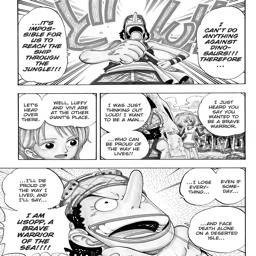 I
CAN'T DO
ANYTHING
AGAINST
DINO-
SAURS!!!
THEREFORE
...
...IT'S
IMPOS-
SIBLE FOR
US TO
REACH THE
SHIP
THROUGH
THE
JUNGLE!!!
I JUST
HEARD YOU
SAY YOU
WANTED TO
BE A BRAVE
WARRIOR.
I WAS JUST
THINKING OUT
LOUD! I WANT
TO BE A MAN...
...WHO CAN
BE PROUD OF
THE WAY
HE LIVES!!
WELL, LUFFY
AND VIVI ARE
AT THE OTHER
GIANT'S PLACE.
LET'S
HEAD
OVER
THERE.
EVEN IF
SOME-
DAY...
...I LOSE
EVERY-
THING...
...AND FACE
DEATH ALONE
ON A DESERTED
ISLE...
...I'LL BE
PROUD OF
THE WAY I
LIVED, AND
I'LL SAY...
I AM
USOPP, A
BRAVE
WARRIOR
OF THE
SEA!!!!